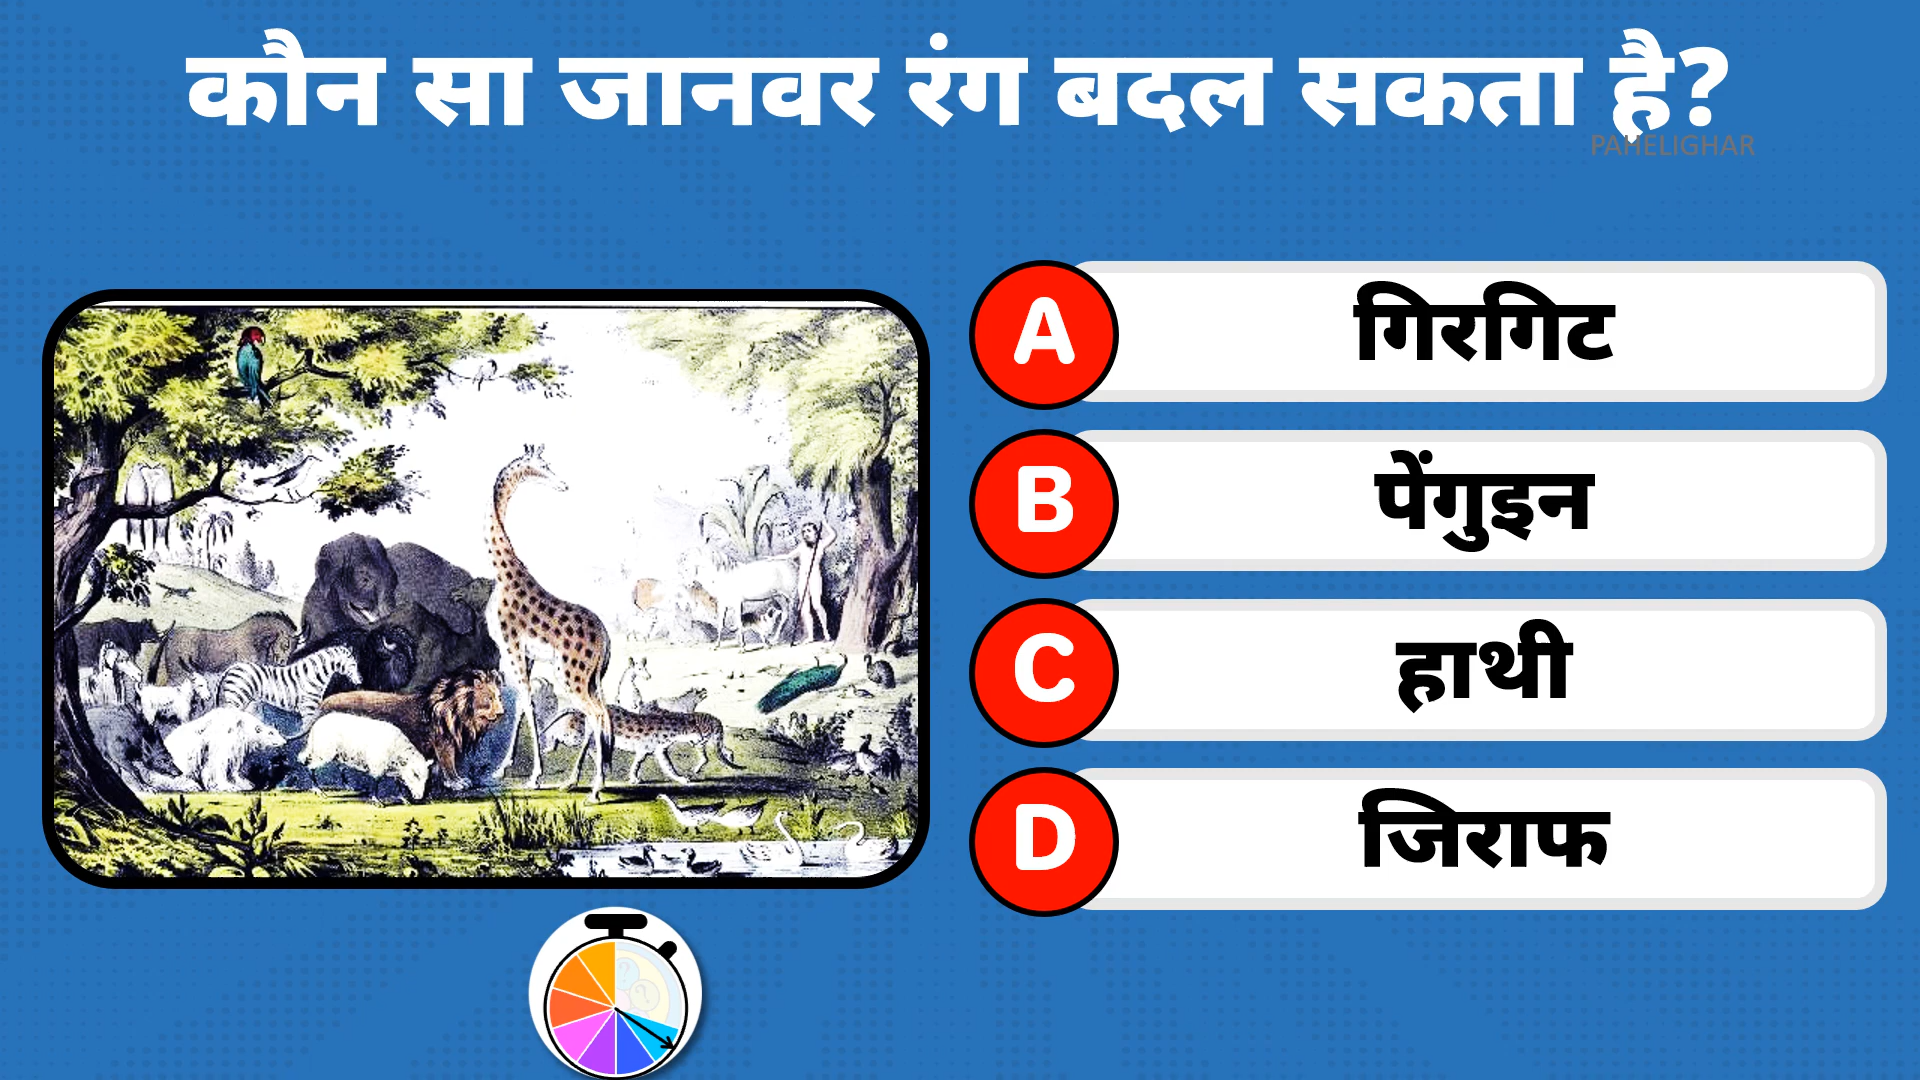 कौन सा जानवर रंग बदल सकता है?
PAHELIGHAR
A गिरगिट
B पेंगुइन
C हाथी
D जिराफ